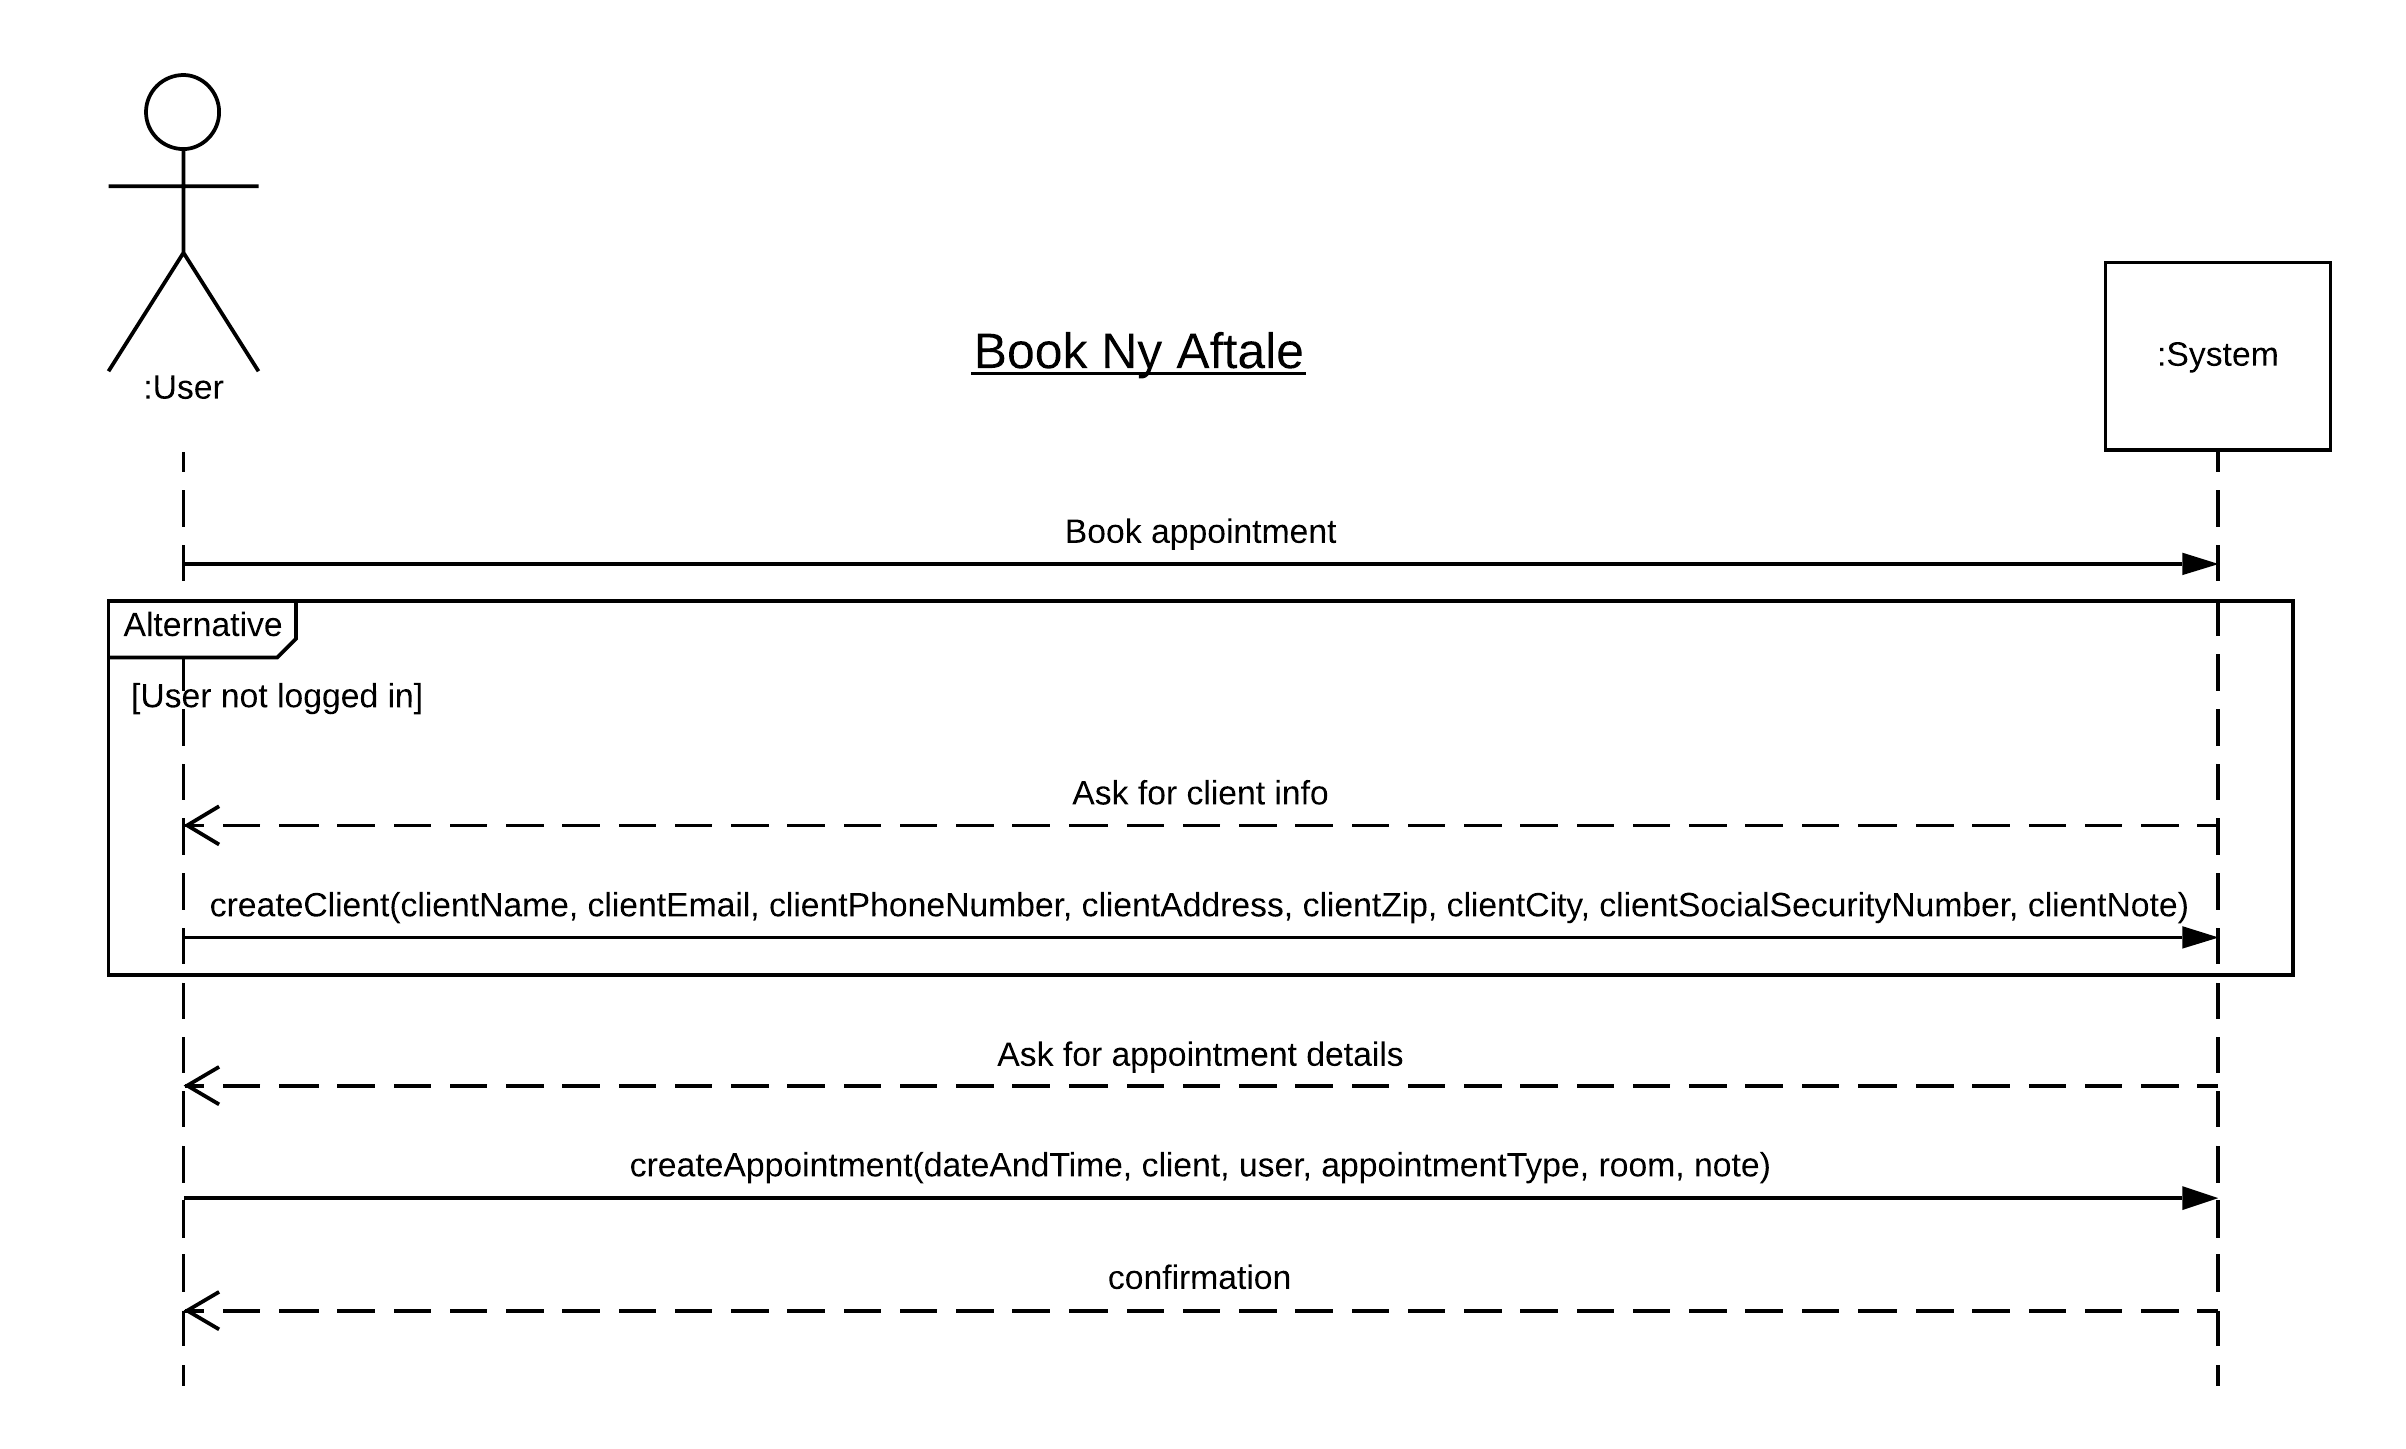 :User
Book Ny Aftale
:System
Book appointment
Alternative
[User not logged in]
Ask for client info
createClient(clientName, clientEmail, clientPhoneNumber, clientAddress, clientZip, clientCity, clientSocialSecurityNumber, clientNote)
Ask for appointment details
createAppointment(dateAndTime, client, user, appointmentType, room, note)
confirmation